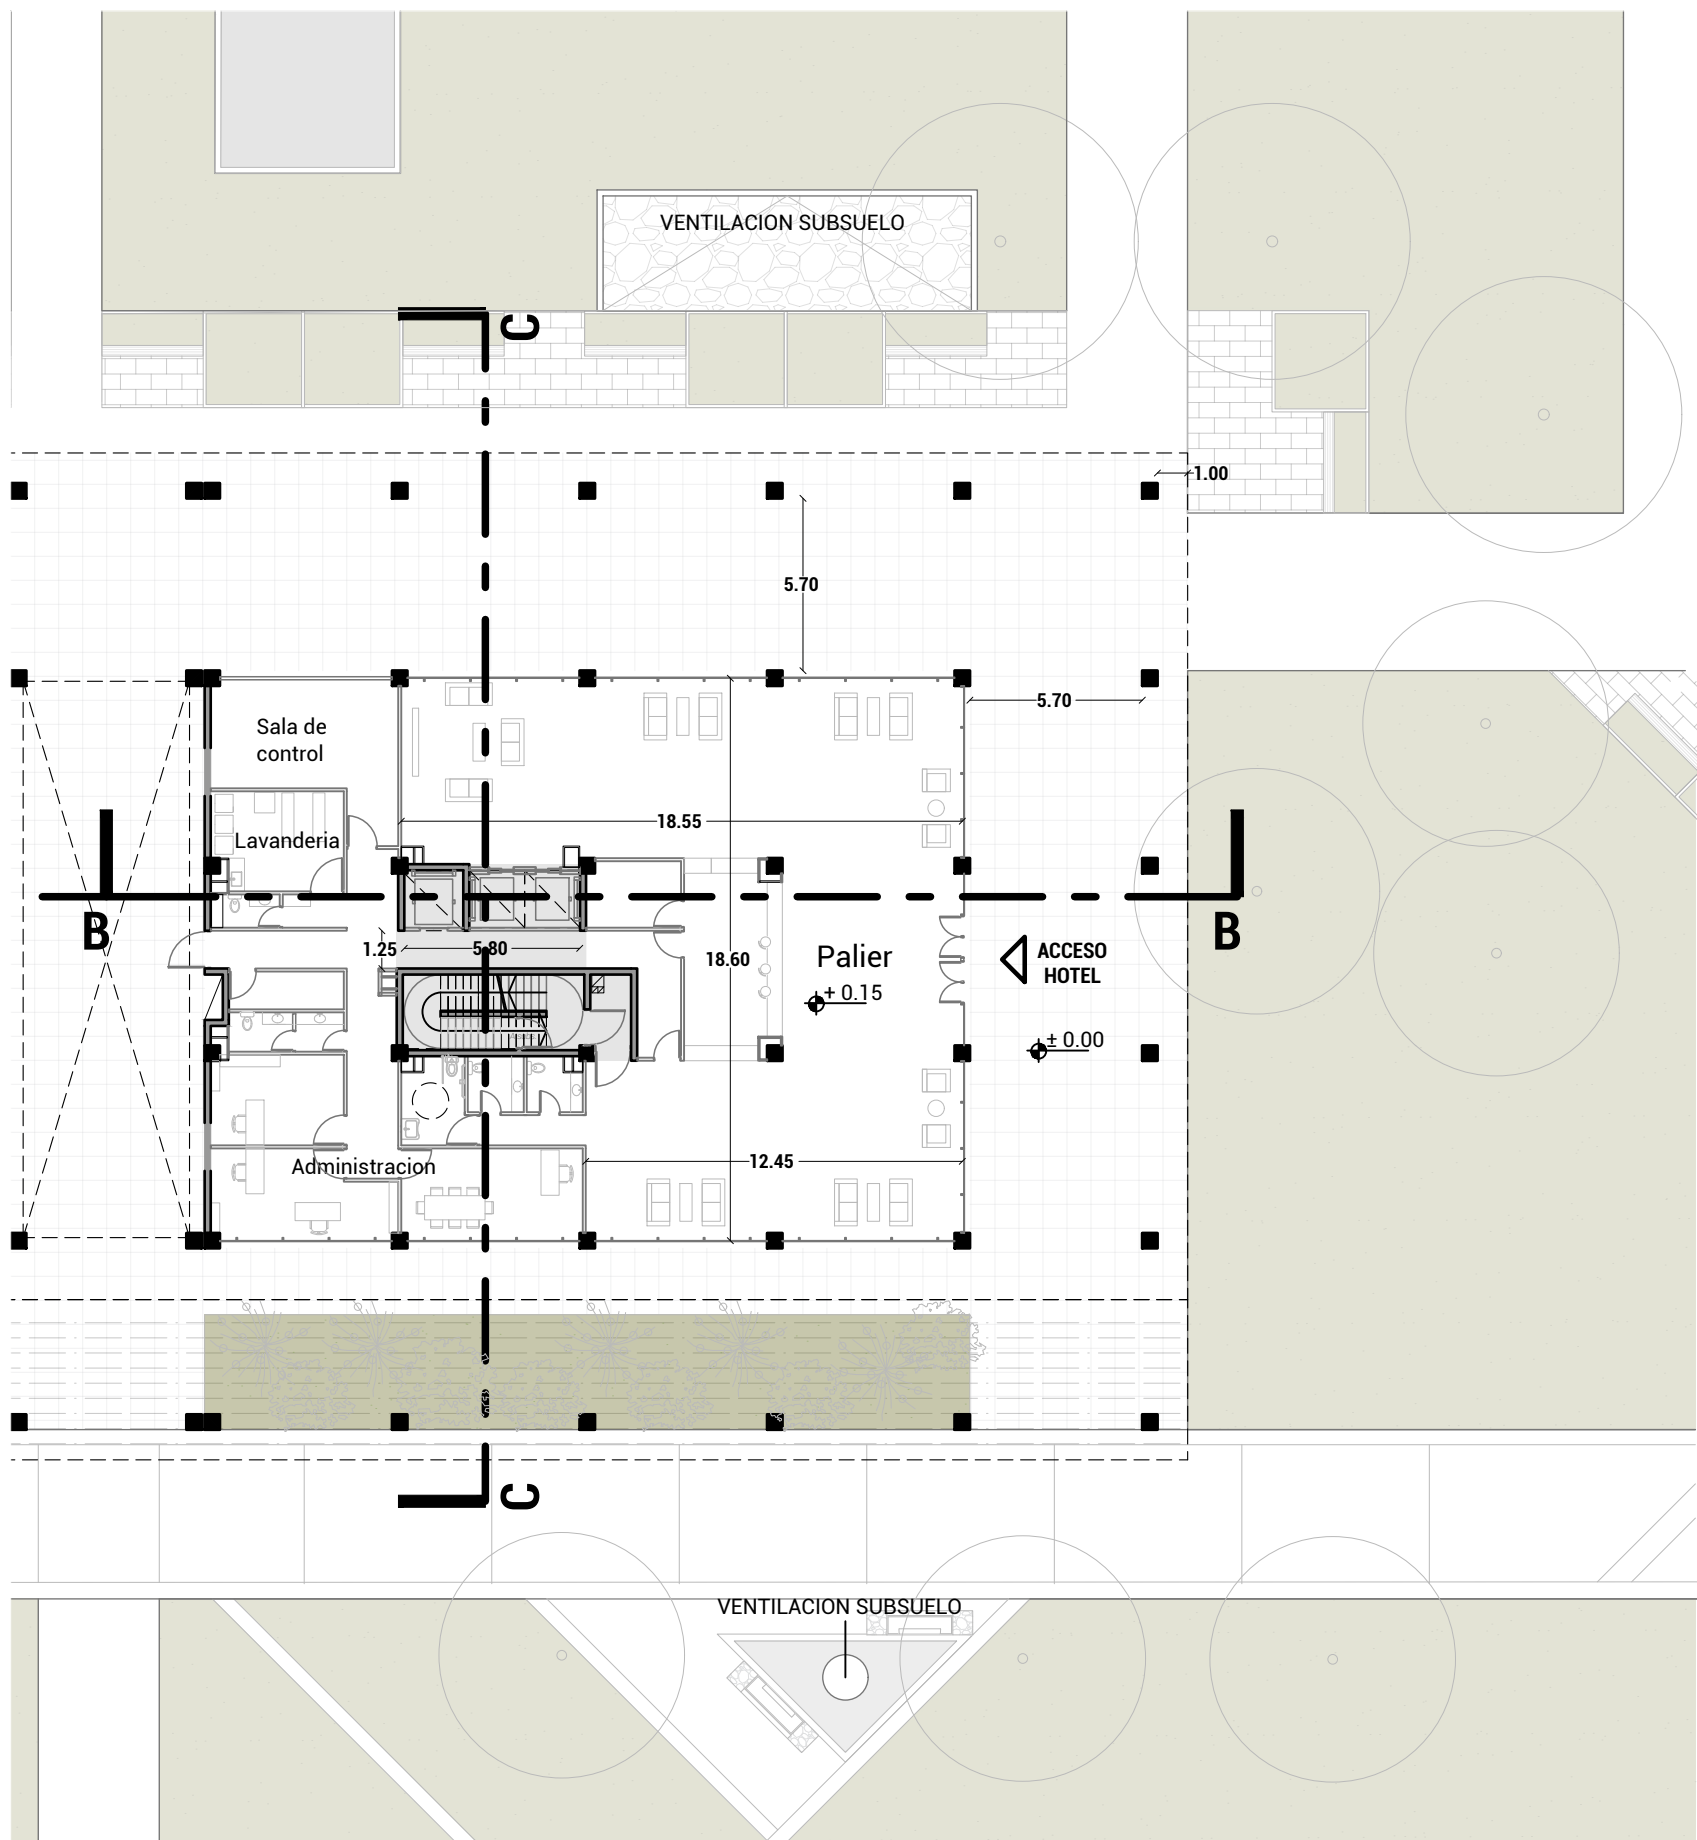 VENTILACION SUBSUELO
C
1.00
5.70
5.70
Sala de
control
18.55
Lavanderia
B
B
1.25
5.80
18.60
Palier
ACCESO
HOTEL
+ 0.15
± 0.00
12.45
Administracion
C
VENTILACION SUBSUELO